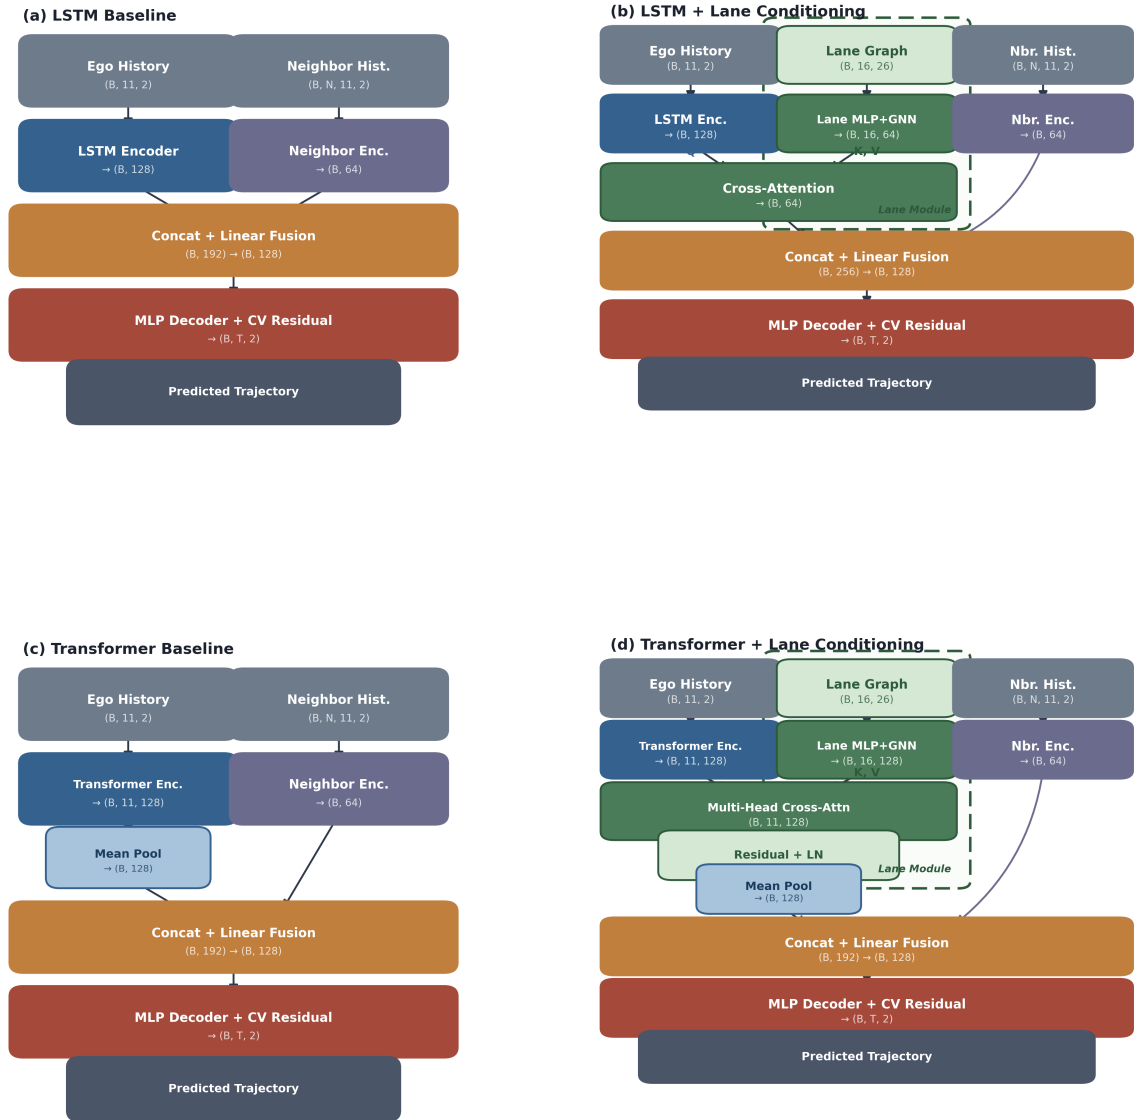 (a) LSTM Baseline
Ego History
(B, 11, 2)
Neighbor Hist.
(B, N, 11, 2)
LSTM Encoder
→ (B, 128)
Neighbor Enc.
→ (B, 64)
Concat + Linear Fusion
(B, 192) → (B, 128)
MLP Decoder + CV Residual
→ (B, T, 2)
Predicted Trajectory
(b) LSTM + Lane Conditioning
Ego History
(B, 11, 2)
Lane Graph
(B, 16, 26)
Nbr. Hist.
(B, N, 11, 2)
LSTM Enc.
→ (B, 128)
Lane MLP+GNN
→ (B, 16, 64)
Nbr. Enc.
→ (B, 64)
K, V
Cross-Attention
→ (B, 64)
Lane Module
Concat + Linear Fusion
(B, 256) → (B, 128)
MLP Decoder + CV Residual
→ (B, T, 2)
Predicted Trajectory
(c) Transformer Baseline
Ego History
(B, 11, 2)
Neighbor Hist.
(B, N, 11, 2)
Transformer Enc.
→ (B, 11, 128)
Neighbor Enc.
→ (B, 64)
Mean Pool
→ (B, 128)
Concat + Linear Fusion
(B, 192) → (B, 128)
MLP Decoder + CV Residual
→ (B, T, 2)
Predicted Trajectory
(d) Transformer + Lane Conditioning
Ego History
(B, 11, 2)
Lane Graph
(B, 16, 26)
Nbr. Hist.
(B, N, 11, 2)
Transformer Enc.
→ (B, 11, 128)
Lane MLP+GNN
→ (B, 16, 128)
Nbr. Enc.
→ (B, 64)
K, V
Multi-Head Cross-Attn
(B, 11, 128)
Residual + LN
Lane Module
Mean Pool
→ (B, 128)
Concat + Linear Fusion
(B, 192) → (B, 128)
MLP Decoder + CV Residual
→ (B, T, 2)
Predicted Trajectory